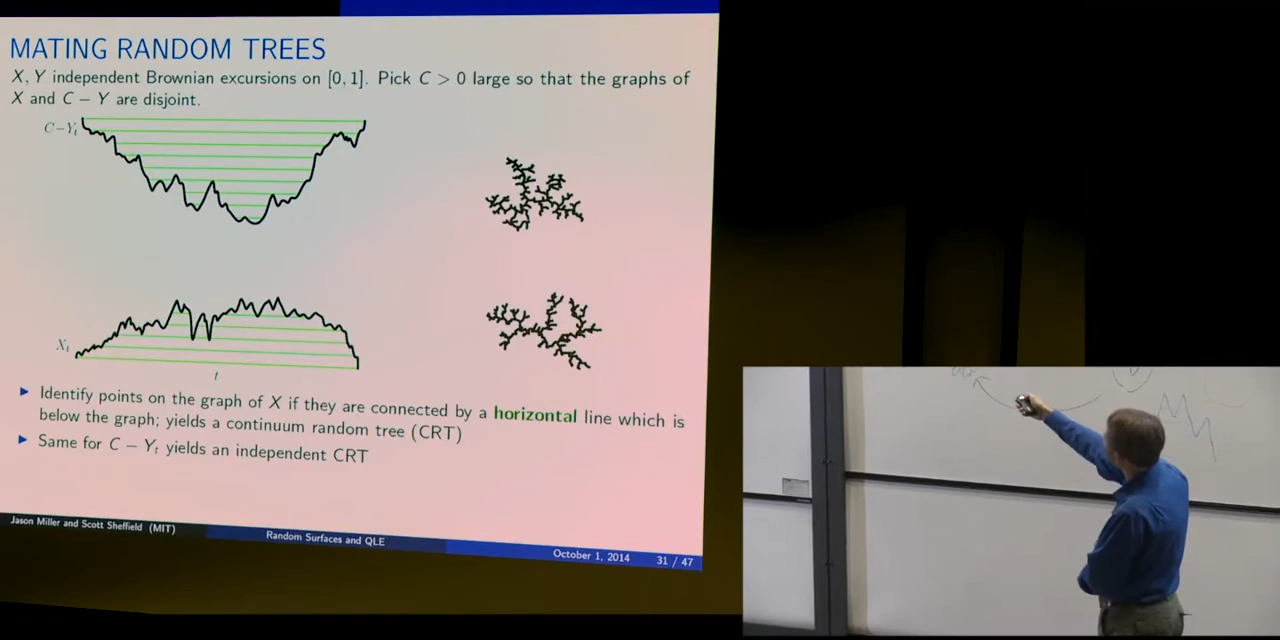 MATING RANDOM TREES
X, Y independent Brownian excursions on [0, 1]. Pick C > 0 large so that the graphs of
X and C − Y are disjoint.
C−Yₜ
Xₜ
t
Identify points on the graph of X if they are connected by a horizontal line which is
below the graph; yields a continuum random tree (CRT)
Same for C − Yₜ yields an independent CRT
Jason Miller and Scott Sheffield (MIT)
Random Surfaces and QLE
October 1, 2014
31 / 47